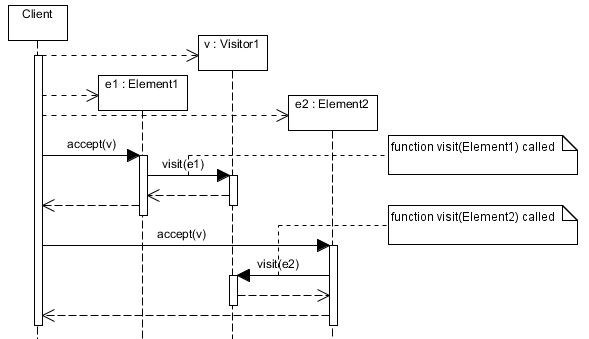 Client
v : Visitor1
e1 : Element1
e2 : Element2
accept(v)
visit(e1)
function visit(Element1) called
accept(v)
function visit(Element2) called
visit(e2)